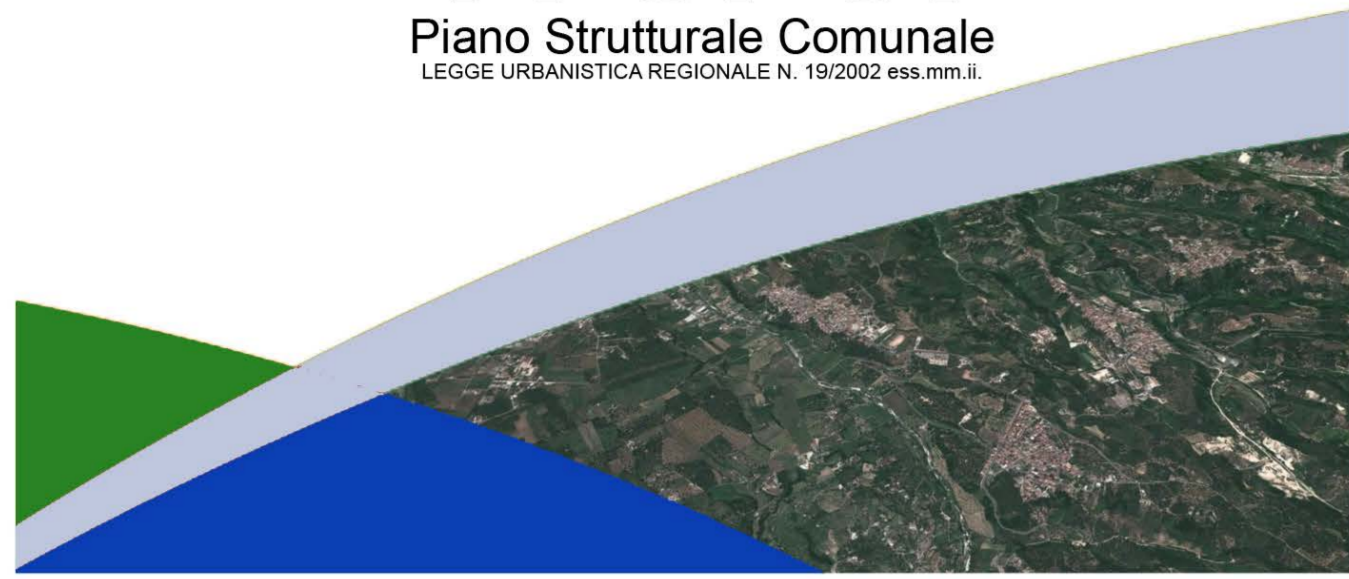 Piano Strutturale Comunale
LEGGE URBANISTICA REGIONALE N. 19/2002 ess.mm.ii.